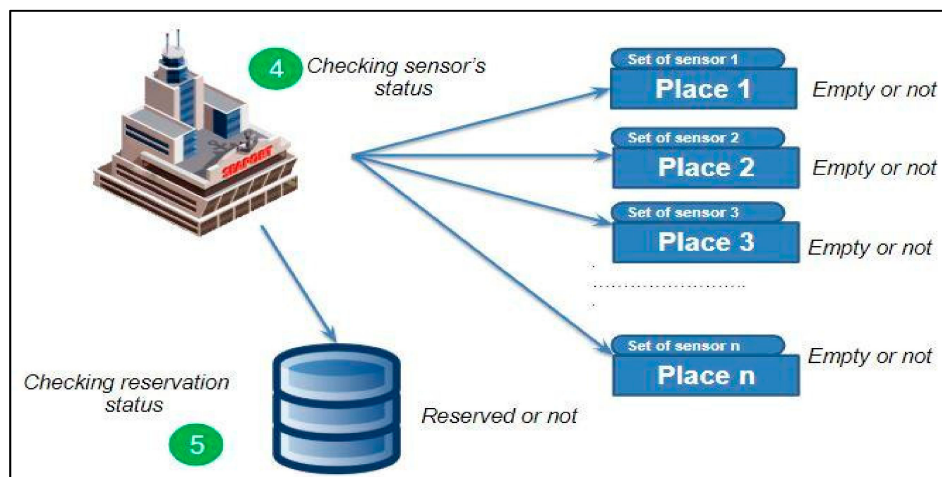 4
Checking sensor's
status
SEAPORT
Set of sensor 1
Place 1
Empty or not
Set of sensor 2
Place 2
Empty or not
Set of sensor 3
Place 3
Empty or not
Set of sensor n
Place n
Empty or not
Checking reservation
status
5
Reserved or not